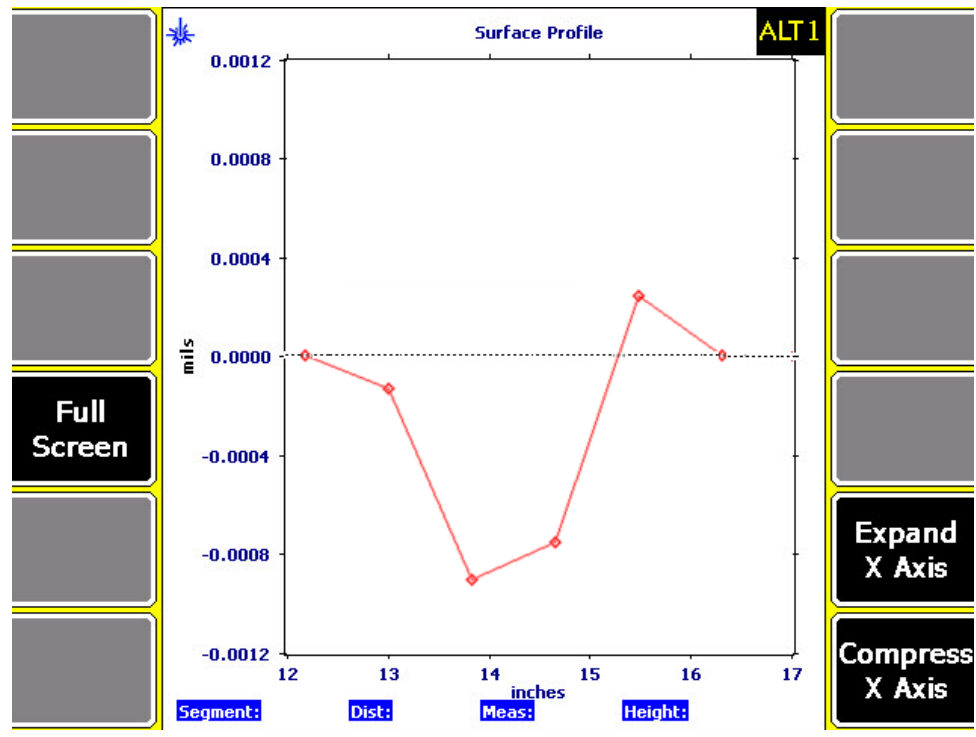 Surface Profile
ALT1
0.0012
0.0008
0.0004
0.0000
-0.0004
-0.0008
-0.0012
mils
12 13 14 15 16 17
inches
Segment: Dist: Meas: Height:
Full
Screen
Expand
X Axis
Compress
X Axis